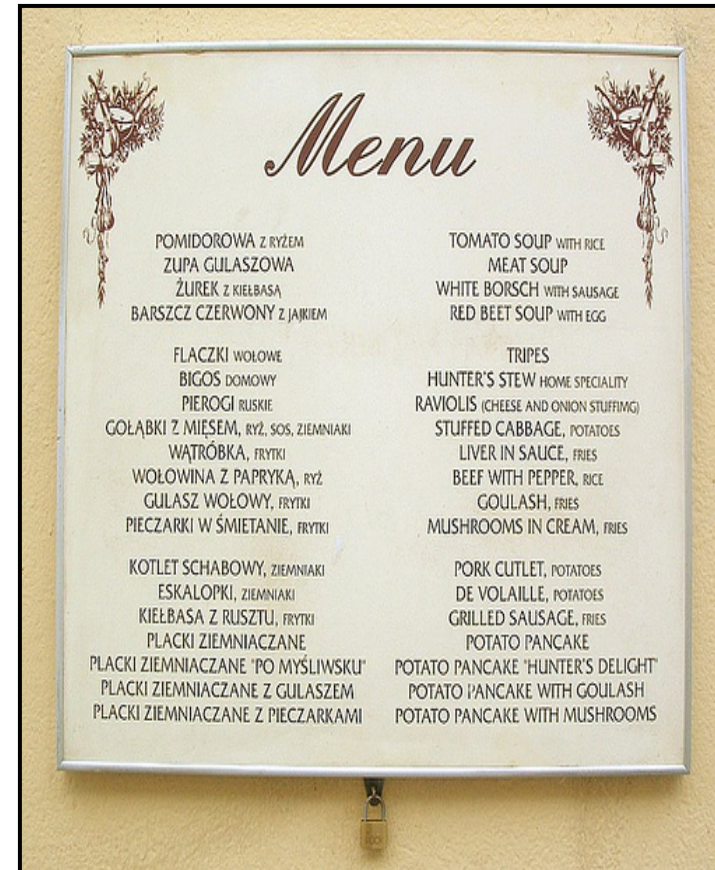 Menu
POMIDOROWA Z RYŻEM
ZUPA GULASZOWA
ŻUREK Z KIEŁBASĄ
BARSZCZ CZERWONY Z JAJKIEM
FLACZKI WOŁOWE
BIGOS DOMOWY
PIEROGI RUSKIE
GOŁĄBKI Z MIĘSEM, RYŻ, SOS, ZIEMNIAKI
WĄTRÓBKA, FRYTKI
WOŁOWINA Z PAPRYKĄ, RYŻ
GULASZ WOŁOWY, FRYTKI
PIECZARKI W ŚMIETANIE, FRYTKI
KOTLET SCHABOWY, ZIEMNIAKI
ESKALOPKI, ZIEMNIAKI
KIEŁBASA Z RUSZTU, FRYTKI
PLACKI ZIEMNIACZANE
PLACKI ZIEMNIACZANE "PO MYŚLIWSKU"
PLACKI ZIEMNIACZANE Z GULASZEM
PLACKI ZIEMNIACZANE Z PIECZARKAMI
TOMATO SOUP WITH RICE
MEAT SOUP
WHITE BORSCH WITH SAUSAGE
RED BEET SOUP WITH EGG
TRIPES
HUNTER'S STEW HOME SPECIALITY
RAVIOLIS (CHEESE AND ONION STUFFIMG)
STUFFED CABBAGE, POTATOES
LIVER IN SAUCE, FRIES
BEEF WITH PEPPER, RICE
GOULASH, FRIES
MUSHROOMS IN CREAM, FRIES
PORK CUTLET, POTATOES
DE VOLAILLE, POTATOES
GRILLED SAUSAGE, FRIES
POTATO PANCAKE
POTATO PANCAKE "HUNTER'S DELIGHT"
POTATO PANCAKE WITH GOULASH
POTATO PANCAKE WITH MUSHROOMS